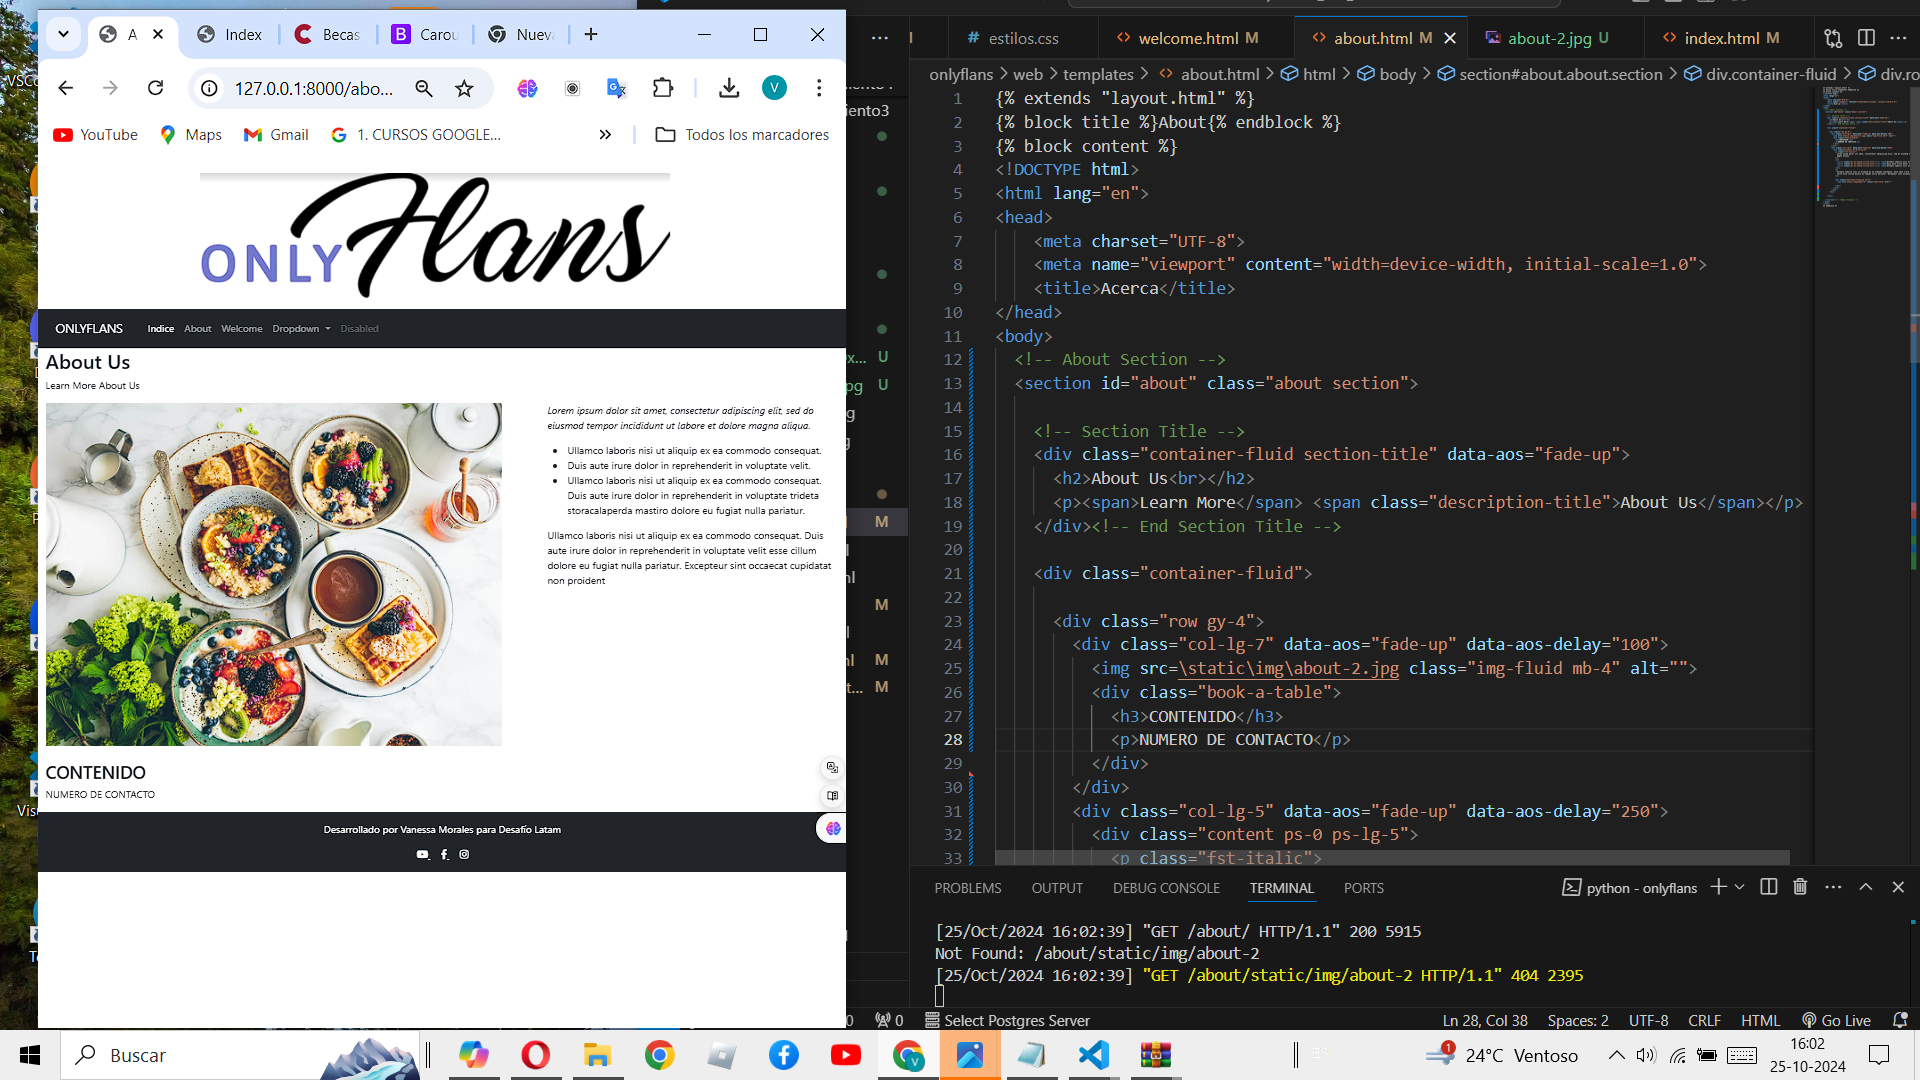 A
Index
Becas
Carou
Nueva
127.0.0.1:8000/abo...
V
YouTube
Maps
Gmail
1. CURSOS GOOGLE...
Todos los marcadores
ONLY Flans
ONLYFLANS
Indice
About
Welcome
Dropdown
Disabled
About Us
Learn More About Us
Lorem ipsum dolor sit amet, consectetur adipiscing elit, sed do
eiusmod tempor incididunt ut labore et dolore magna aliqua.
Ullamco laboris nisi ut aliquip ex ea commodo consequat.
Duis aute irure dolor in reprehenderit in voluptate velit.
Ullamco laboris nisi ut aliquip ex ea commodo consequat.
Duis aute irure dolor in reprehenderit in voluptate trideta
storacalaperda mastiro dolore eu fugiat nulla pariatur.
Ullamco laboris nisi ut aliquip ex ea commodo consequat. Duis
aute irure dolor in reprehenderit in voluptate velit esse cillum
dolore eu fugiat nulla pariatur. Excepteur sint occaecat cupidatat
non proident
CONTENIDO
NUMERO DE CONTACTO
Desarrollado por Vanessa Morales para Desafío Latam
estilos.css
welcome.html M
about.html M
about-2.jpg U
index.html M
onlyflans > web > templates > about.html > html > body > section#about.about.section > div.container-fluid > div.ro
1 {% extends "layout.html" %}
2 {% block title %}About{% endblock %}
3 {% block content %}
4 <!DOCTYPE html>
5 <html lang="en">
6 <head>
7 <meta charset="UTF-8">
8 <meta name="viewport" content="width=device-width, initial-scale=1.0">
9 <title>Acerca</title>
10 </head>
11 <body>
12 <!-- About Section -->
13 <section id="about" class="about section">
14
15 <!-- Section Title -->
16 <div class="container-fluid section-title" data-aos="fade-up">
17 <h2>About Us<br></h2>
18 <p><span>Learn More</span> <span class="description-title">About Us</span></p>
19 </div><!-- End Section Title -->
20
21 <div class="container-fluid">
22
23 <div class="row gy-4">
24 <div class="col-lg-7" data-aos="fade-up" data-aos-delay="100">
25 <img src=\static\img\about-2.jpg class="img-fluid mb-4" alt="">
26 <div class="book-a-table">
27 <h3>CONTENIDO</h3>
28 <p>NUMERO DE CONTACTO</p>
29 </div>
30 </div>
31 <div class="col-lg-5" data-aos="fade-up" data-aos-delay="250">
32 <div class="content ps-0 ps-lg-5">
33 <p class="fst-italic">
PROBLEMS
OUTPUT
DEBUG CONSOLE
TERMINAL
PORTS
python - onlyflans
[25/Oct/2024 16:02:39] "GET /about/ HTTP/1.1" 200 5915
Not Found: /about/static/img/about-2
[25/Oct/2024 16:02:39] "GET /about/static/img/about-2 HTTP/1.1" 404 2395
0
Select Postgres Server
Ln 28, Col 38
Spaces: 2
UTF-8
CRLF
HTML
Go Live
Buscar
1
24°C Ventoso
16:02
25-10-2024